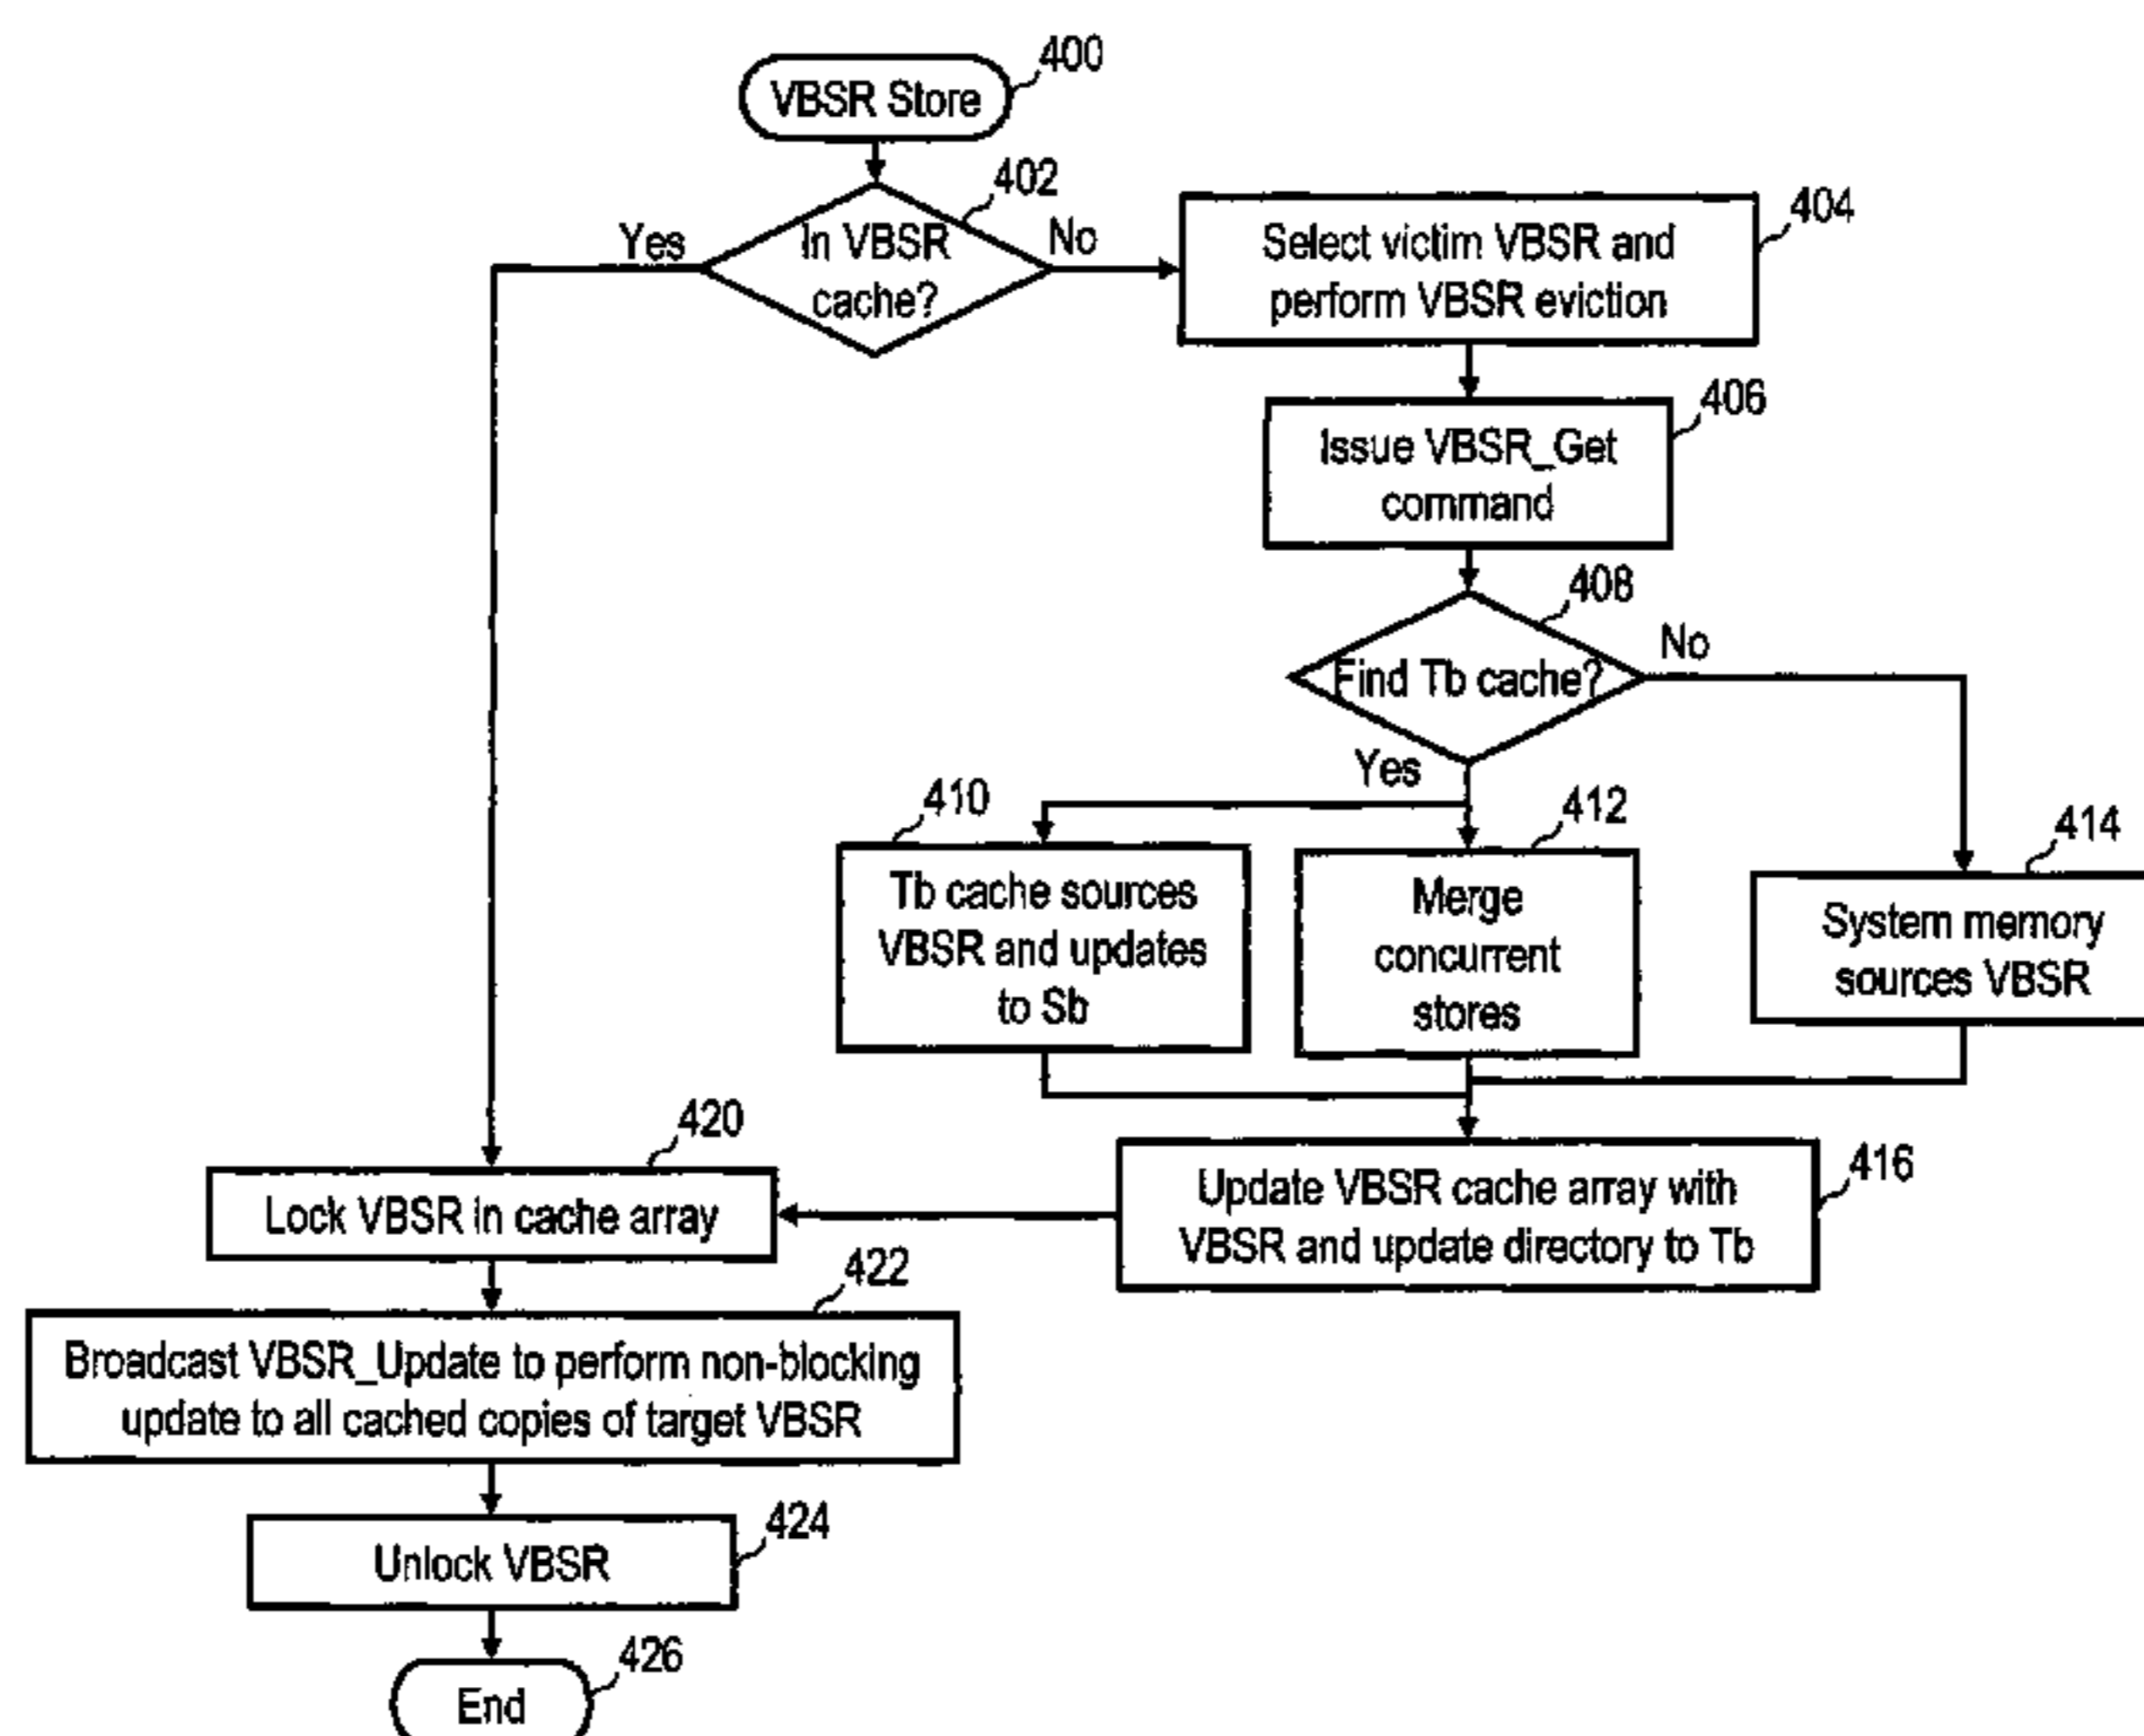 400
VBSR Store
402
In VBSR
cache?
Yes
No
404
Select victim VBSR and
perform VBSR eviction
406
Issue VBSR_Get
command
408
Find Tb cache?
No
Yes
410
Tb cache sources
VBSR and updates
to Sb
412
Merge
concurrent
stores
414
System memory
sources VBSR
416
Update VBSR cache array with
VBSR and update directory to Tb
420
Lock VBSR in cache array
422
Broadcast VBSR_Update to perform non-blocking
update to all cached copies of target VBSR
424
Unlock VBSR
426
End